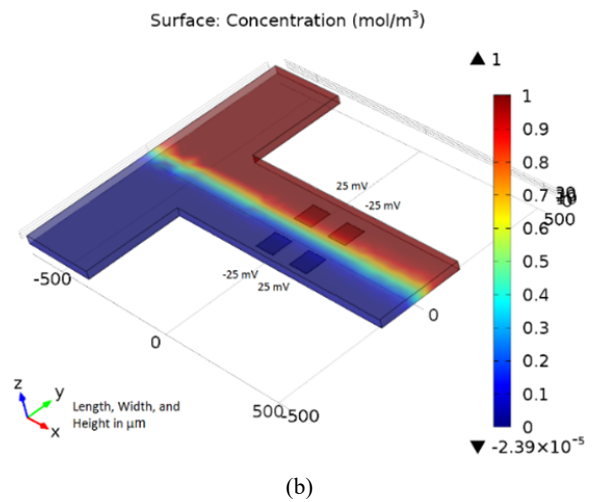 Surface: Concentration (mol/m³)
▲ 1
1
0.9
0.8
0.7
0.6
0.5
0.4
0.3
0.2
0.1
0
▼ -2.39×10⁻⁵
25 mV
-25 mV
-25 mV
25 mV
500
0
-500
0
500
-500
z
y
x
Length, Width, and
Height in µm
(b)